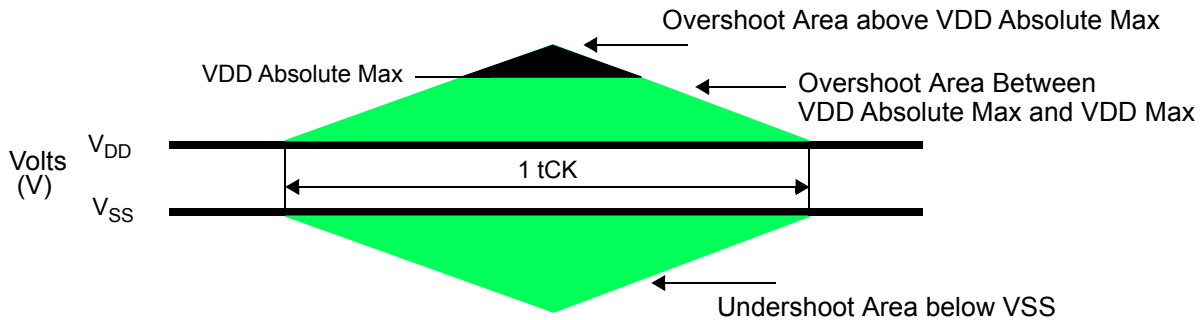 Overshoot Area above VDD Absolute Max
VDD Absolute Max
Overshoot Area Between
VDD Absolute Max and VDD Max
VDD
Volts
(V)
1 tCK
VSS
Undershoot Area below VSS